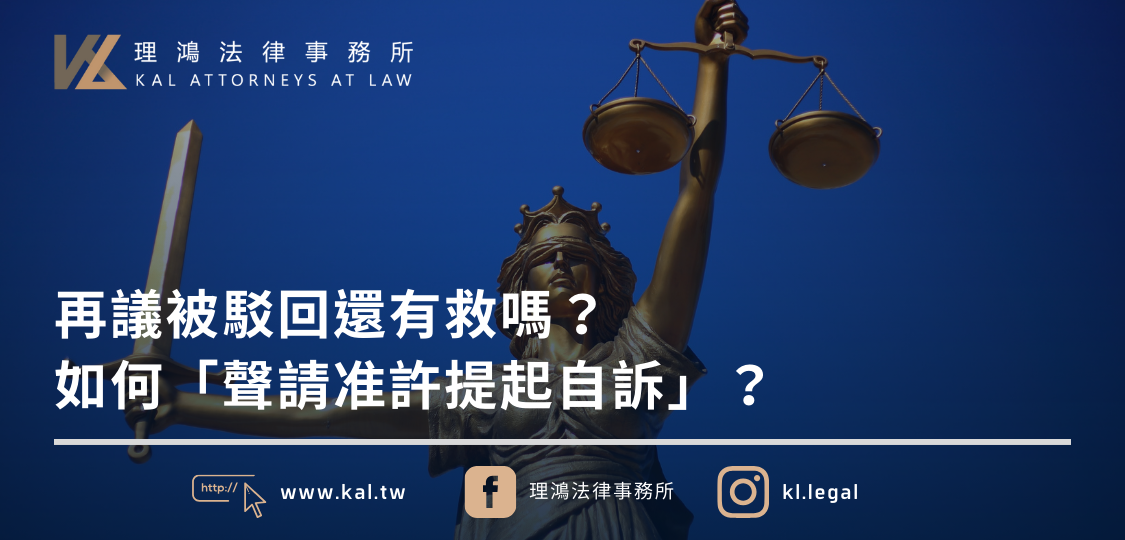 理鴻法律事務所
KAL ATTORNEYS AT LAW
再議被駁回還有救嗎？
如何「聲請准許提起自訴」？
http://
www.kal.tw
理鴻法律事務所
kl.legal